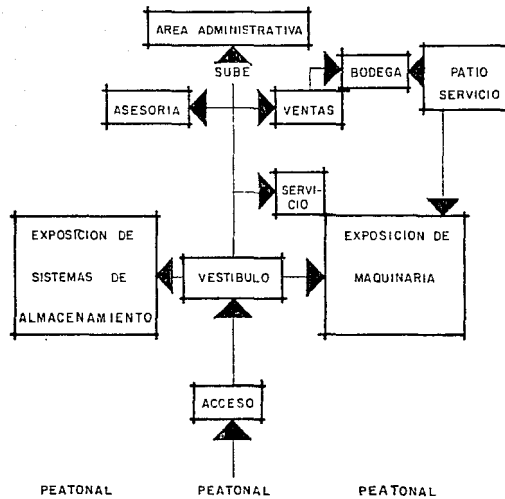 AREA ADMINISTRATIVA
SUBE
BODEGA
PATIO
SERVICIO
ASESORIA
VENTAS
SERVI-
CIO
EXPOSICION DE
SISTEMAS DE
ALMACENAMIENTO
VESTIBULO
EXPOSICION DE
MAQUINARIA
ACCESO
PEATONAL
PEATONAL
PEATONAL